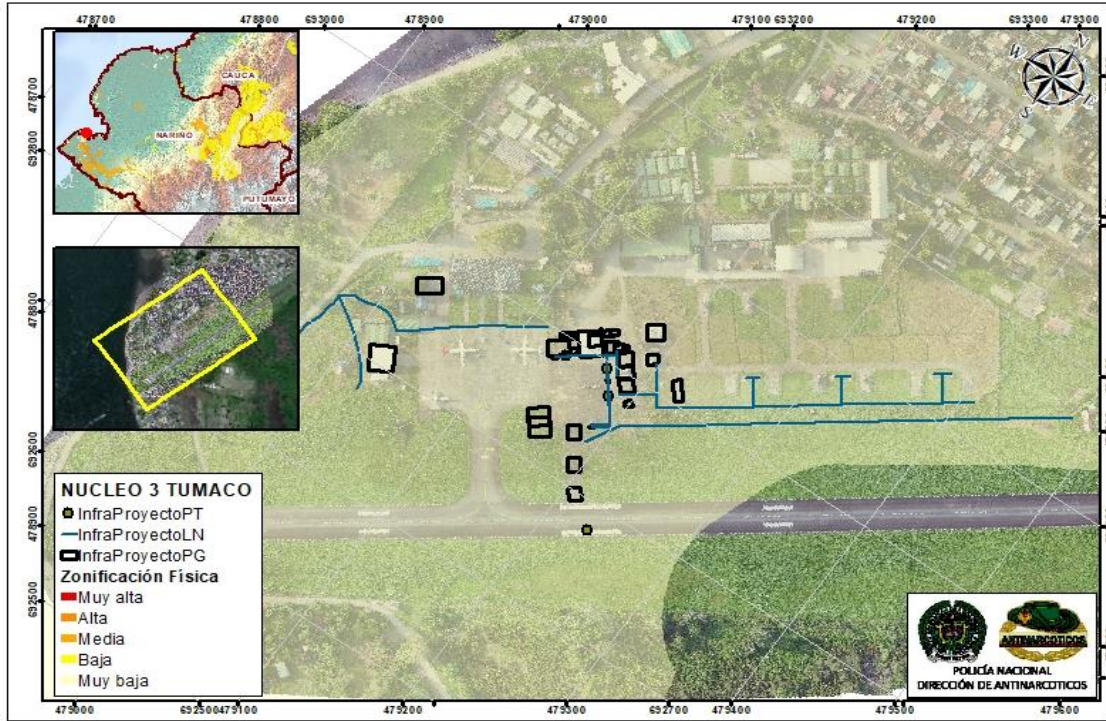 478700 478800 693000 478900 479000 479100 693200 479200 693300 479300
478700
692800
478800
692600
478900
692500
CAUCA
NARIÑO
PUTUMAYO
N
W
E
S
NUCLEO 3 TUMACO
InfraProyectoPT
InfraProyectoLN
InfraProyectoPG
Zonificación Física
Muy alta
Alta
Media
Baja
Muy baja
ANTINARCOTICOS
POLICÍA NACIONAL
DIRECCIÓN DE ANTINARCOTICOS
479000 692500 479100 479200 479300 692700 479400 479500 479600